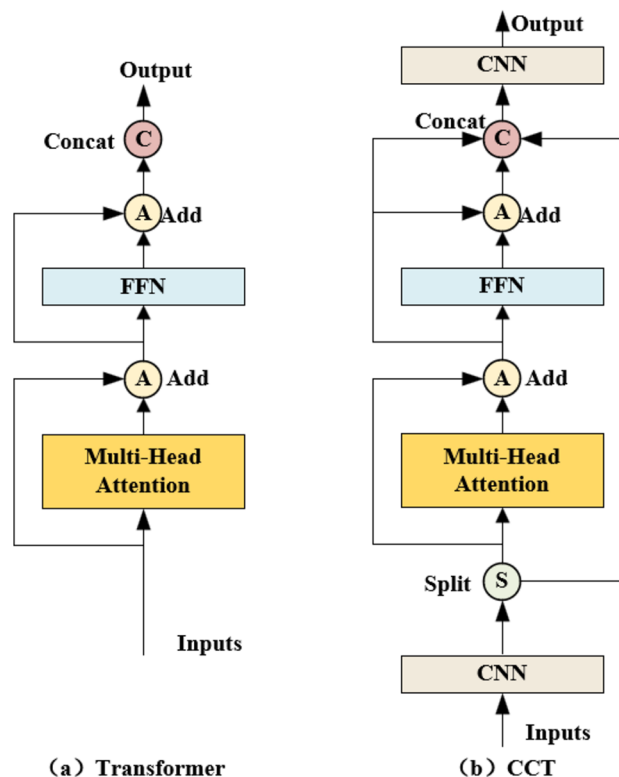 Output
Concat C
A Add
FFN
A Add
Multi-Head
Attention
Inputs
（a）Transformer
Output
CNN
Concat
C
A
Add
FFN
A Add
Multi-Head
Attention
Split S
CNN
Inputs
（b）CCT